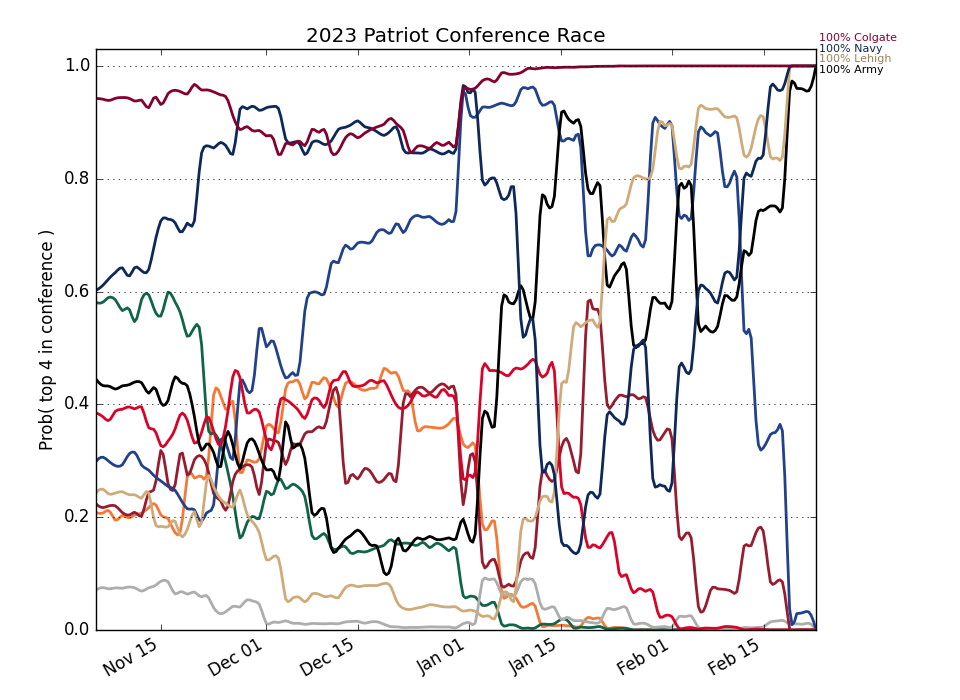 2023 Patriot Conference Race
100% Colgate
100% Navy
100% Lehigh
100% Army
Prob( top 4 in conference )
1.0
0.8
0.6
0.4
0.2
0.0
Nov 15
Dec 01
Dec 15
Jan 01
Jan 15
Feb 01
Feb 15